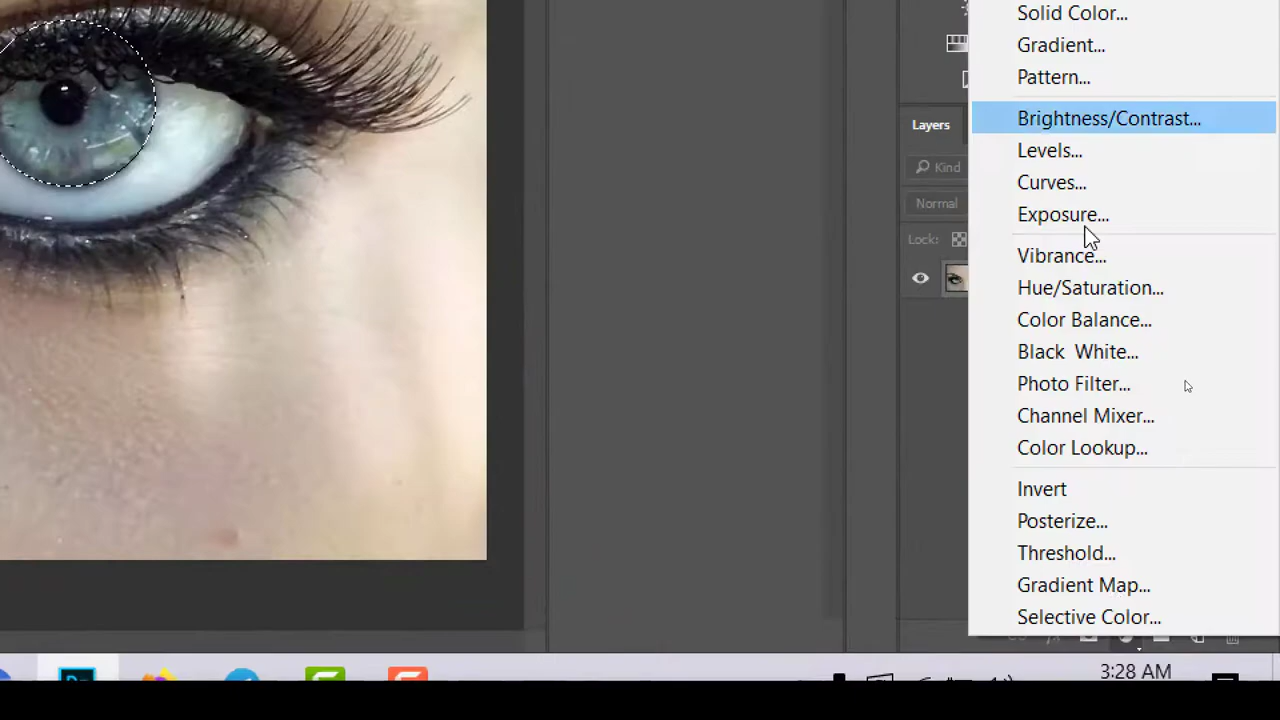 Solid Color...
Gradient...
Pattern...
Layers
Brightness/Contrast...
Kind
Levels...
Normal
Curves...
Lock:
Exposure...
Vibrance...
Hue/Saturation...
Color Balance...
Black  White...
Photo Filter...
Channel Mixer...
Color Lookup...
Invert
Posterize...
Threshold...
Gradient Map...
Selective Color...
fx
3:28 AM